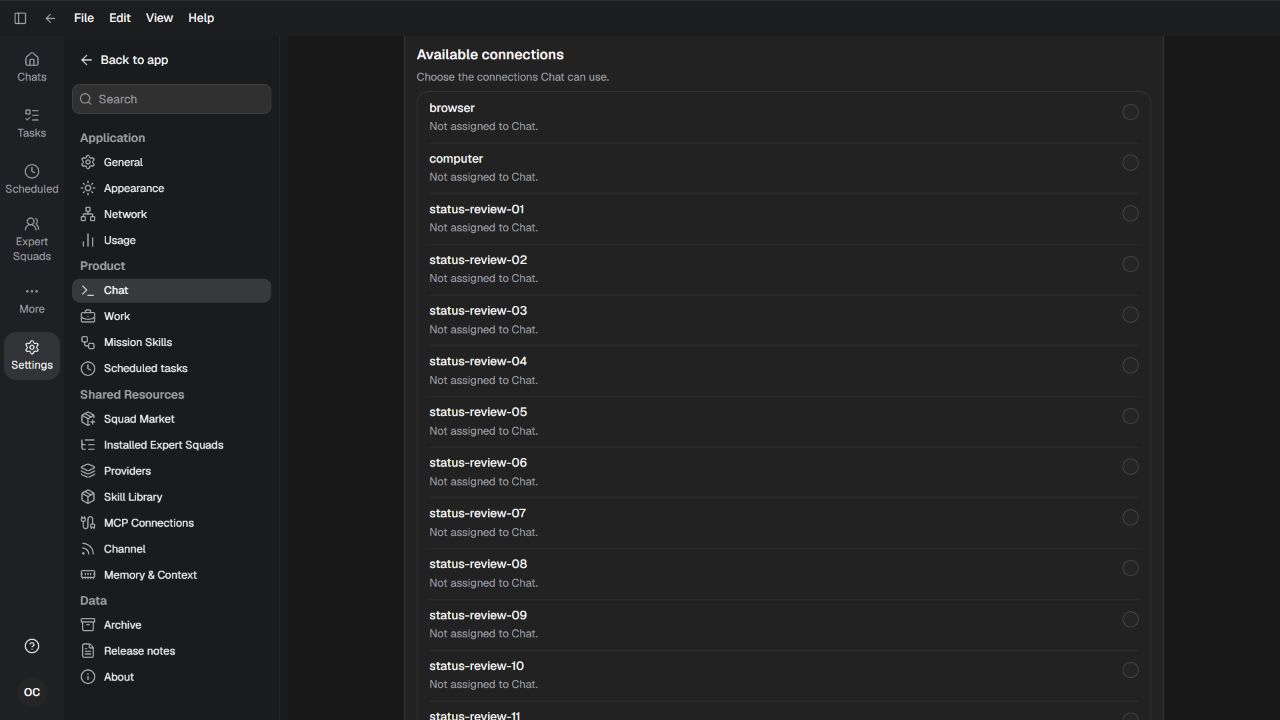 File Edit View Help
Chats
Tasks
Scheduled
Expert
Squads
More
Settings
OC
Back to app
Search
Application
General
Appearance
Network
Usage
Product
Chat
Work
Mission Skills
Scheduled tasks
Shared Resources
Squad Market
Installed Expert Squads
Providers
Skill Library
MCP Connections
Channel
Memory & Context
Data
Archive
Release notes
About
Available connections
Choose the connections Chat can use.
browser
Not assigned to Chat.
computer
Not assigned to Chat.
status-review-01
Not assigned to Chat.
status-review-02
Not assigned to Chat.
status-review-03
Not assigned to Chat.
status-review-04
Not assigned to Chat.
status-review-05
Not assigned to Chat.
status-review-06
Not assigned to Chat.
status-review-07
Not assigned to Chat.
status-review-08
Not assigned to Chat.
status-review-09
Not assigned to Chat.
status-review-10
Not assigned to Chat.
status-review-11